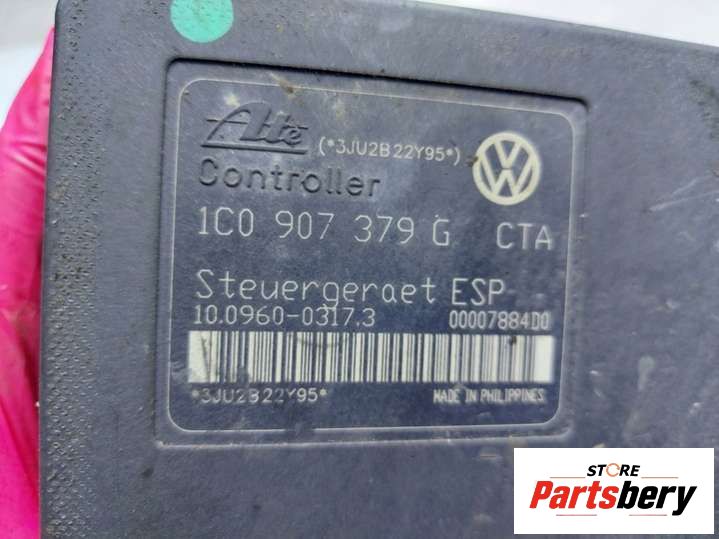 Ate (*3JU2B22Y95*)
Controller
1C0 907 379 G CTA
Steuergeraet ESP
10.0960-0317.3 00007884D0
*3JU2B22Y95* MADE IN PHILIPPINES
STORE
Partsbery